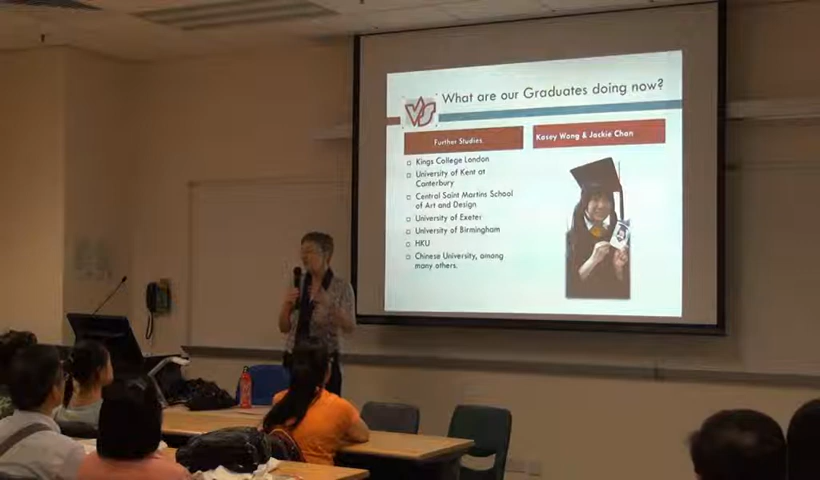 What are our Graduates doing now?
VS
Further Studies
Kasey Wong & Jackie Chan
Kings College London
University of Kent at
Canterbury
Central Saint Martins School
of Art and Design
University of Exeter
University of Birmingham
HKU
Chinese University, among
many others.